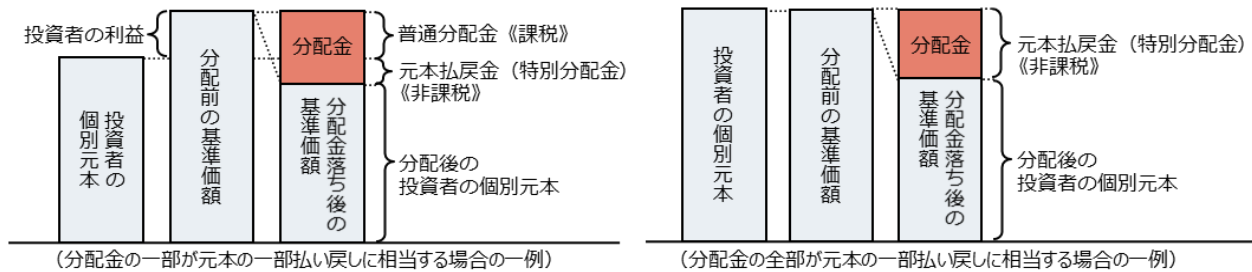 投資者の利益
投資者の
個別元本
分配前の基準価額
分配金
分配金落ち後の
基準価額
普通分配金《課税》
元本払戻金（特別分配金）
《非課税》
分配後の
投資者の個別元本
（分配金の一部が元本の一部払い戻しに相当する場合の一例）
投資者の個別元本
分配前の基準価額
分配金
分配金落ち後の
基準価額
元本払戻金（特別分配金）
《非課税》
分配後の
投資者の個別元本
（分配金の全部が元本の一部払い戻しに相当する場合の一例）